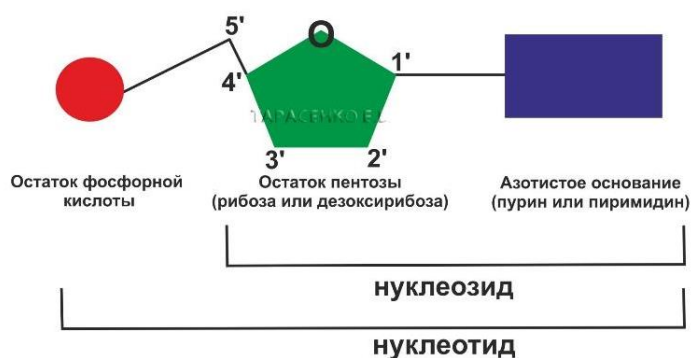 5'
O
4'
1'
ТАРАСЕНКО Е.
3'
2'
Остаток фосфорной
кислоты
Остаток пентозы
(рибоза или дезоксирибоза)
Азотистое основание
(пурин или пиримидин)
нуклеозид
нуклеотид